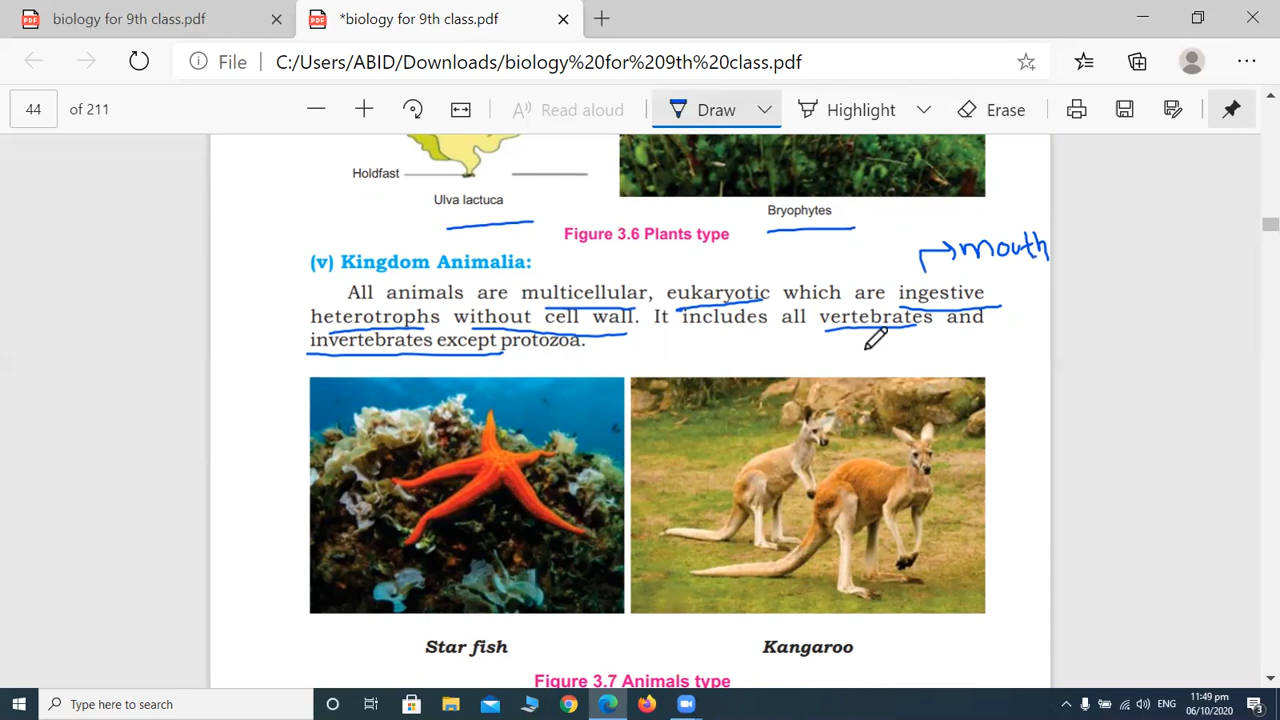 biology for 9th class.pdf
*biology for 9th class.pdf
File
C:/Users/ABID/Downloads/biology%20for%209th%20class.pdf
44 of 211
Read aloud
Draw
Highlight
Erase
Holdfast
Ulva lactuca
Bryophytes
Figure 3.6 Plants type
mouth
(v) Kingdom Animalia:
All animals are multicellular, eukaryotic which are ingestive
heterotrophs without cell wall. It includes all vertebrates and
invertebrates except protozoa.
Star fish
Kangaroo
Figure 3.7 Animals type
Type here to search
ENG
11:49 pm
06/10/2020